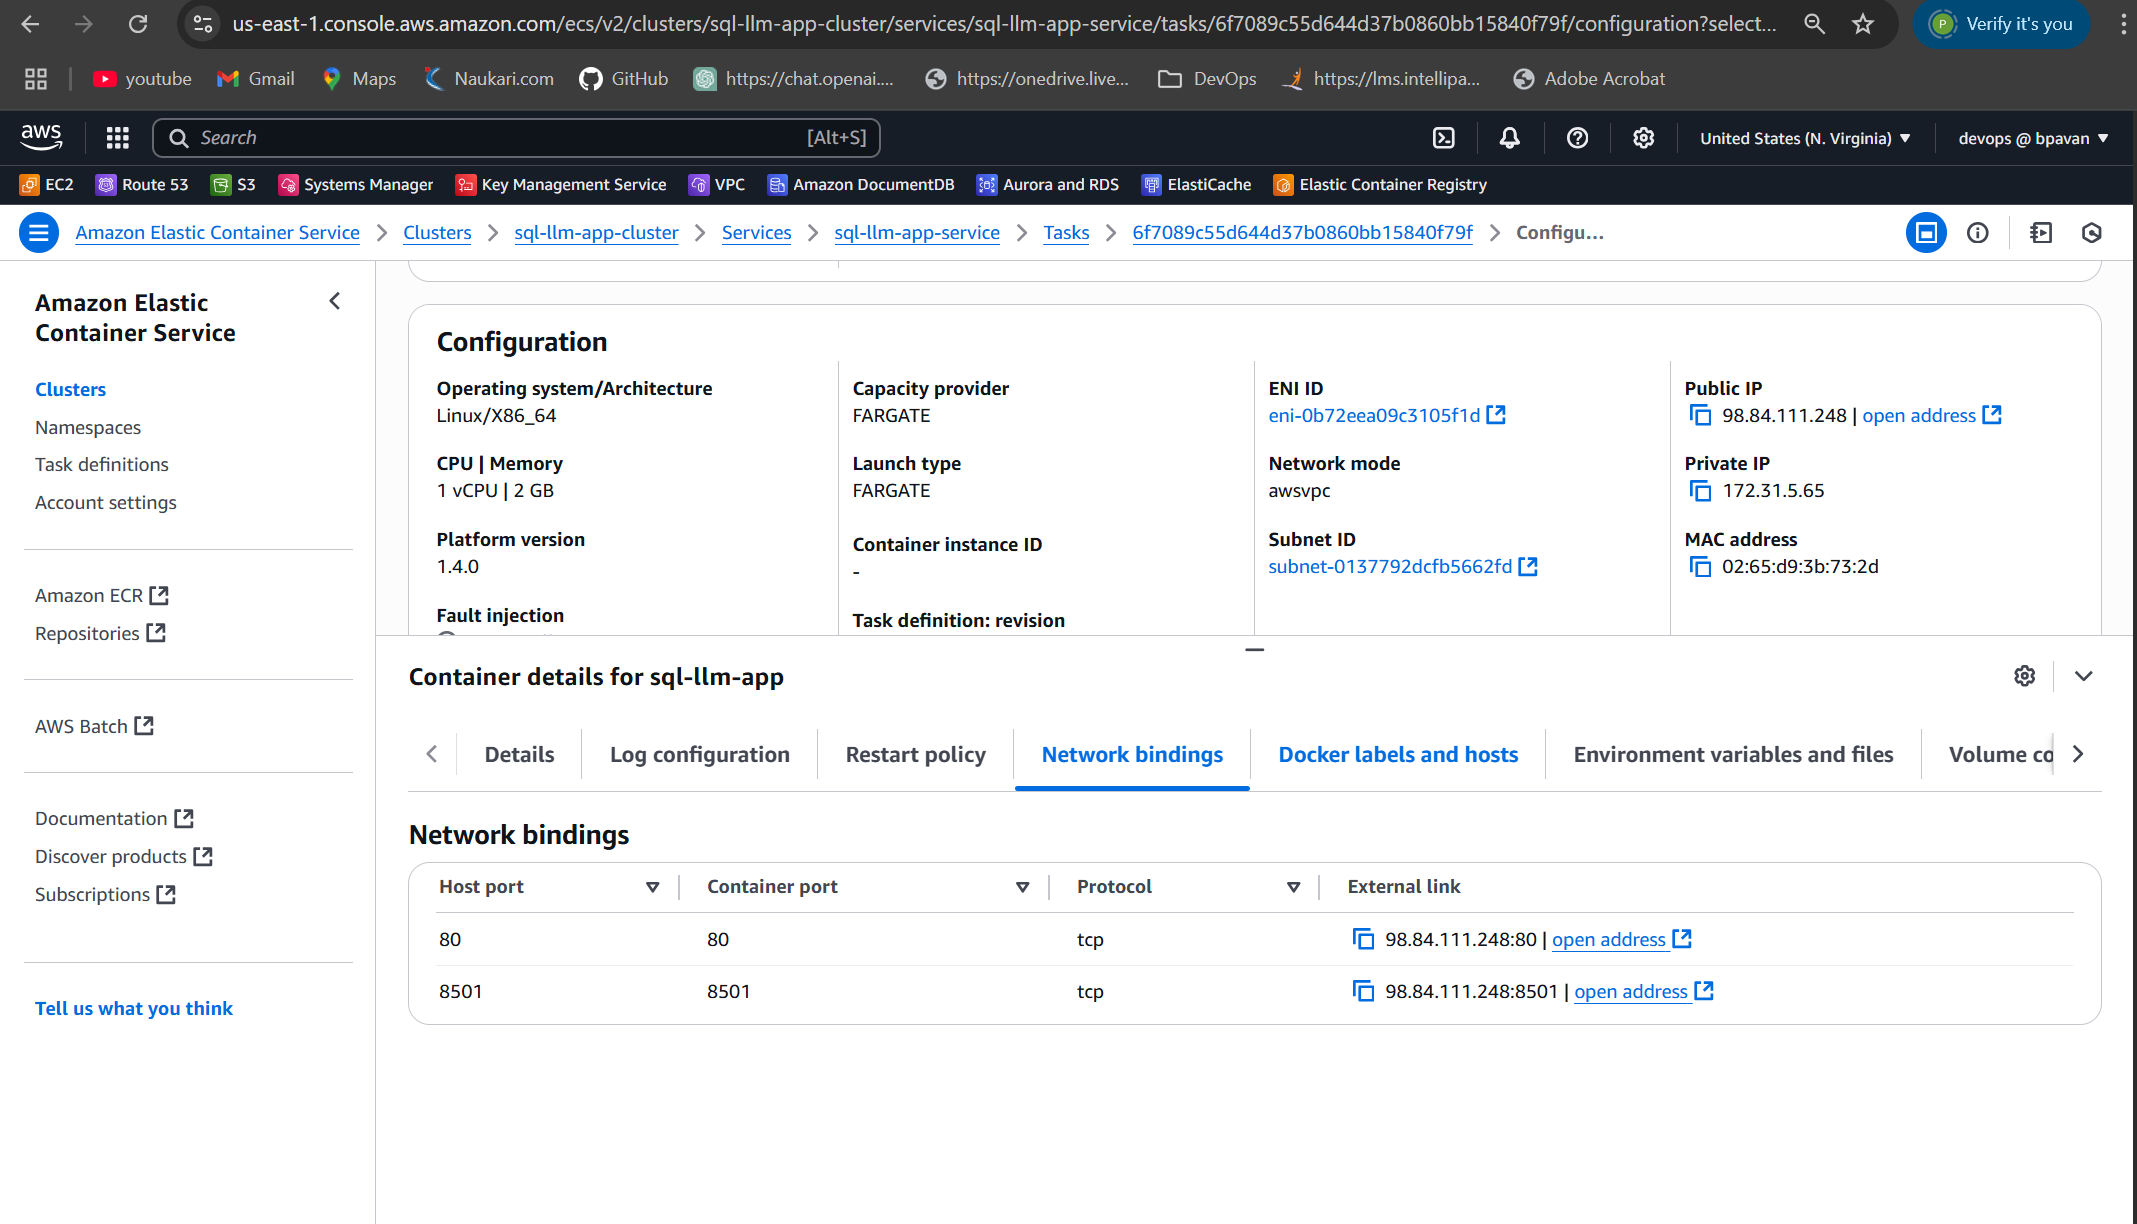 us-east-1.console.aws.amazon.com/ecs/v2/clusters/sql-llm-app-cluster/services/sql-llm-app-service/tasks/6f7089c55d644d37b0860bb15840f79f/configuration?select...
P Verify it's you
youtube Gmail Maps Naukari.com GitHub https://chat.openai.... https://onedrive.live... DevOps https://lms.intellipa... Adobe Acrobat
aws Search [Alt+S] United States (N. Virginia) devops @ bpavan
EC2 Route 53 S3 Systems Manager Key Management Service VPC Amazon DocumentDB Aurora and RDS ElastiCache Elastic Container Registry
Amazon Elastic Container Service Clusters sql-llm-app-cluster Services sql-llm-app-service Tasks 6f7089c55d644d37b0860bb15840f79f Configu...
Amazon Elastic
Container Service
Clusters
Namespaces
Task definitions
Account settings
Amazon ECR
Repositories
AWS Batch
Documentation
Discover products
Subscriptions
Tell us what you think
Configuration
Operating system/Architecture
Linux/X86_64
CPU | Memory
1 vCPU | 2 GB
Platform version
1.4.0
Fault injection
Capacity provider
FARGATE
Launch type
FARGATE
Container instance ID
-
Task definition: revision
ENI ID
eni-0b72eea09c3105f1d
Network mode
awsvpc
Subnet ID
subnet-0137792dcfb5662fd
Public IP
98.84.111.248 | open address
Private IP
172.31.5.65
MAC address
02:65:d9:3b:73:2d
Container details for sql-llm-app
Details Log configuration Restart policy Network bindings Docker labels and hosts Environment variables and files Volume co
Network bindings
Host port Container port Protocol External link
80 80 tcp 98.84.111.248:80 | open address
8501 8501 tcp 98.84.111.248:8501 | open address